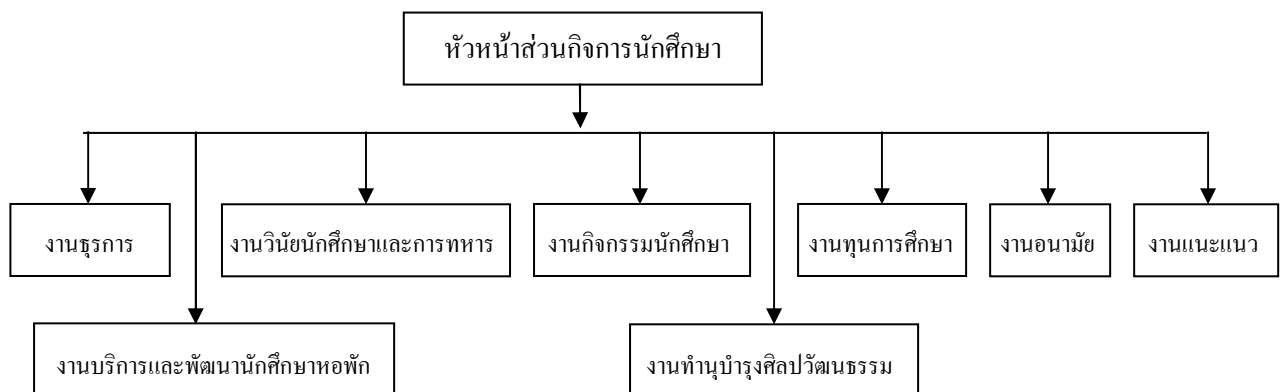 หัวหน้าส่วนกิจการนักศึกษา
งานธุรการ
งานวินัยนักศึกษาและการทหาร
งานกิจกรรมนักศึกษา
งานทุนการศึกษา
งานอนามัย
งานแนะแนว
งานบริการและพัฒนานักศึกษาหอพัก
งานทำนุบำรุงศิลปวัฒนธรรม